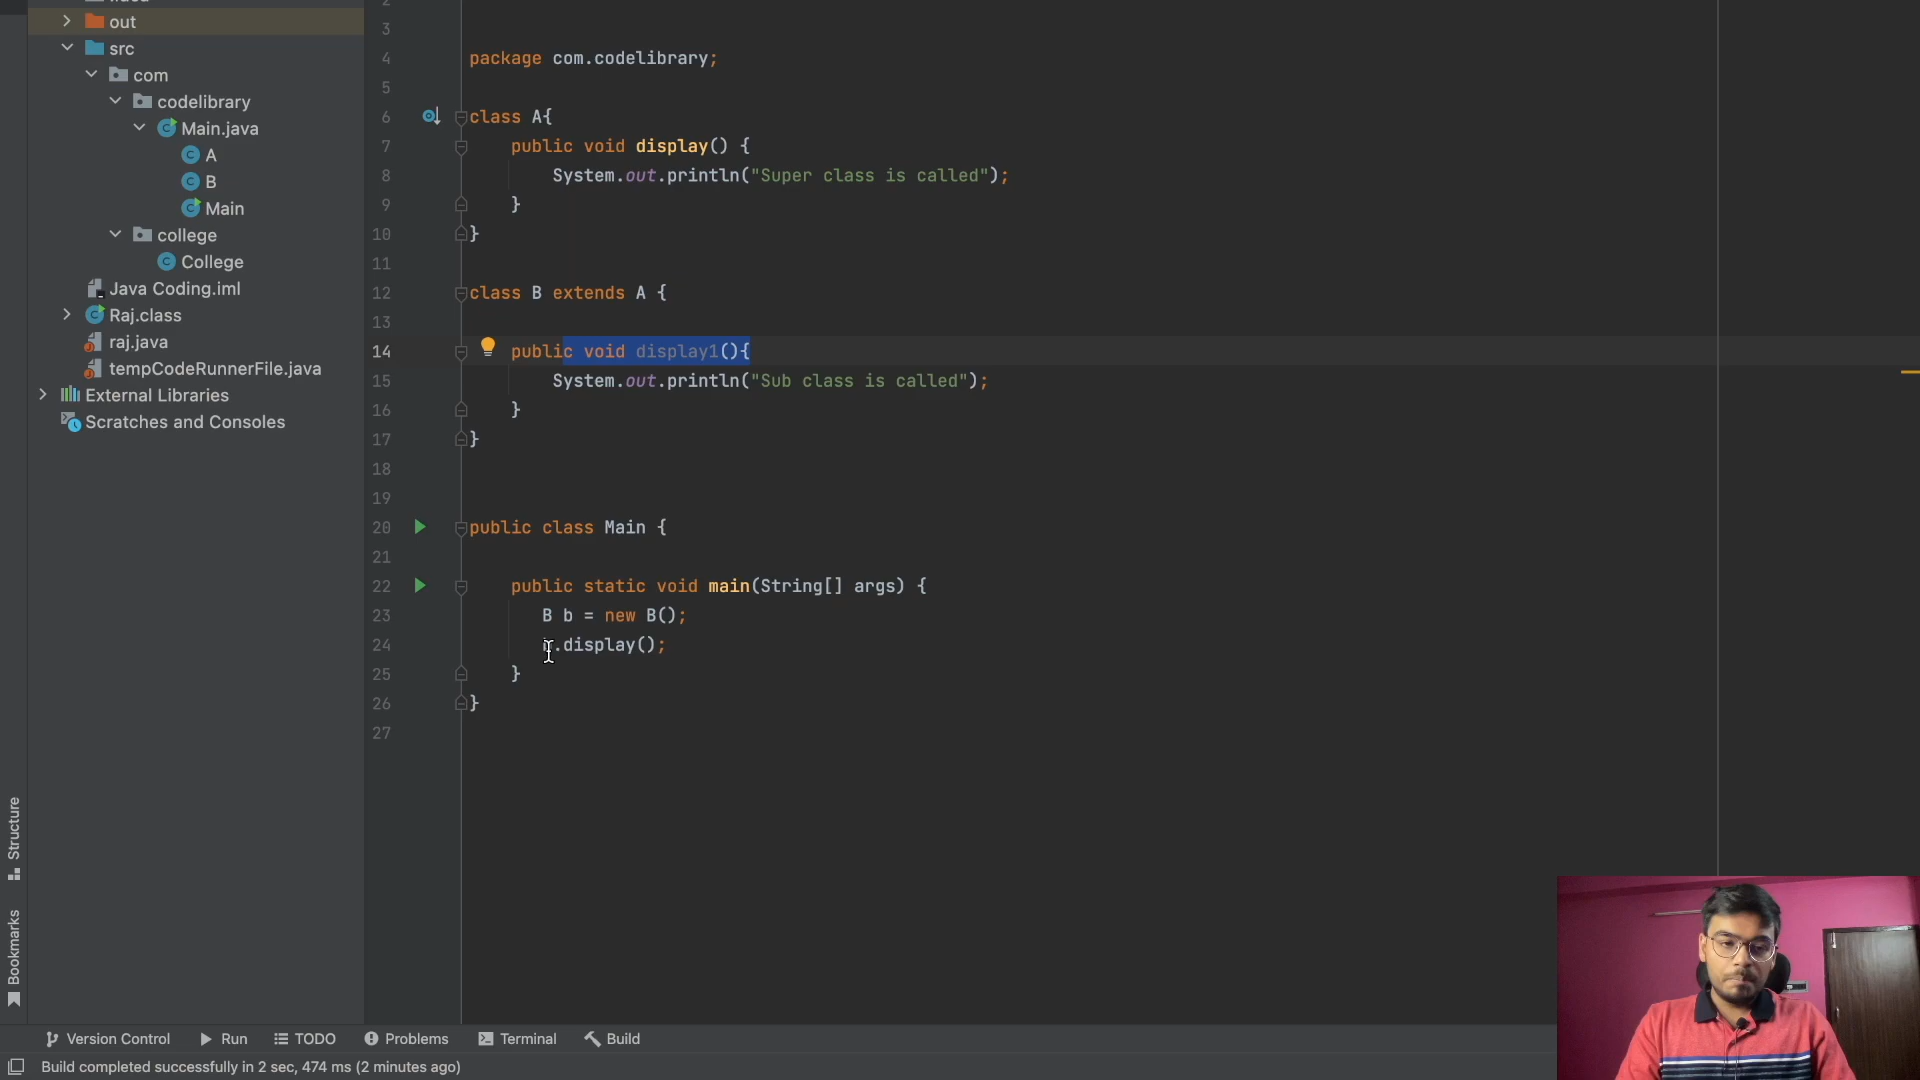 out
src
com
codelibrary
Main.java
A
B
Main
college
College
Java Coding.iml
Raj.class
raj.java
tempCodeRunnerFile.java
External Libraries
Scratches and Consoles
Structure
Bookmarks
3
4 package com.codelibrary;
5
6 class A{
7 public void display() {
8 System.out.println("Super class is called");
9 }
10 }
11
12 class B extends A {
13
14 public void display1(){
15 System.out.println("Sub class is called");
16 }
17 }
18
19
20 public class Main {
21
22 public static void main(String[] args) {
23 B b = new B();
24 .display();
25 }
26 }
27
Version Control Run TODO Problems Terminal Build
Build completed successfully in 2 sec, 474 ms (2 minutes ago)